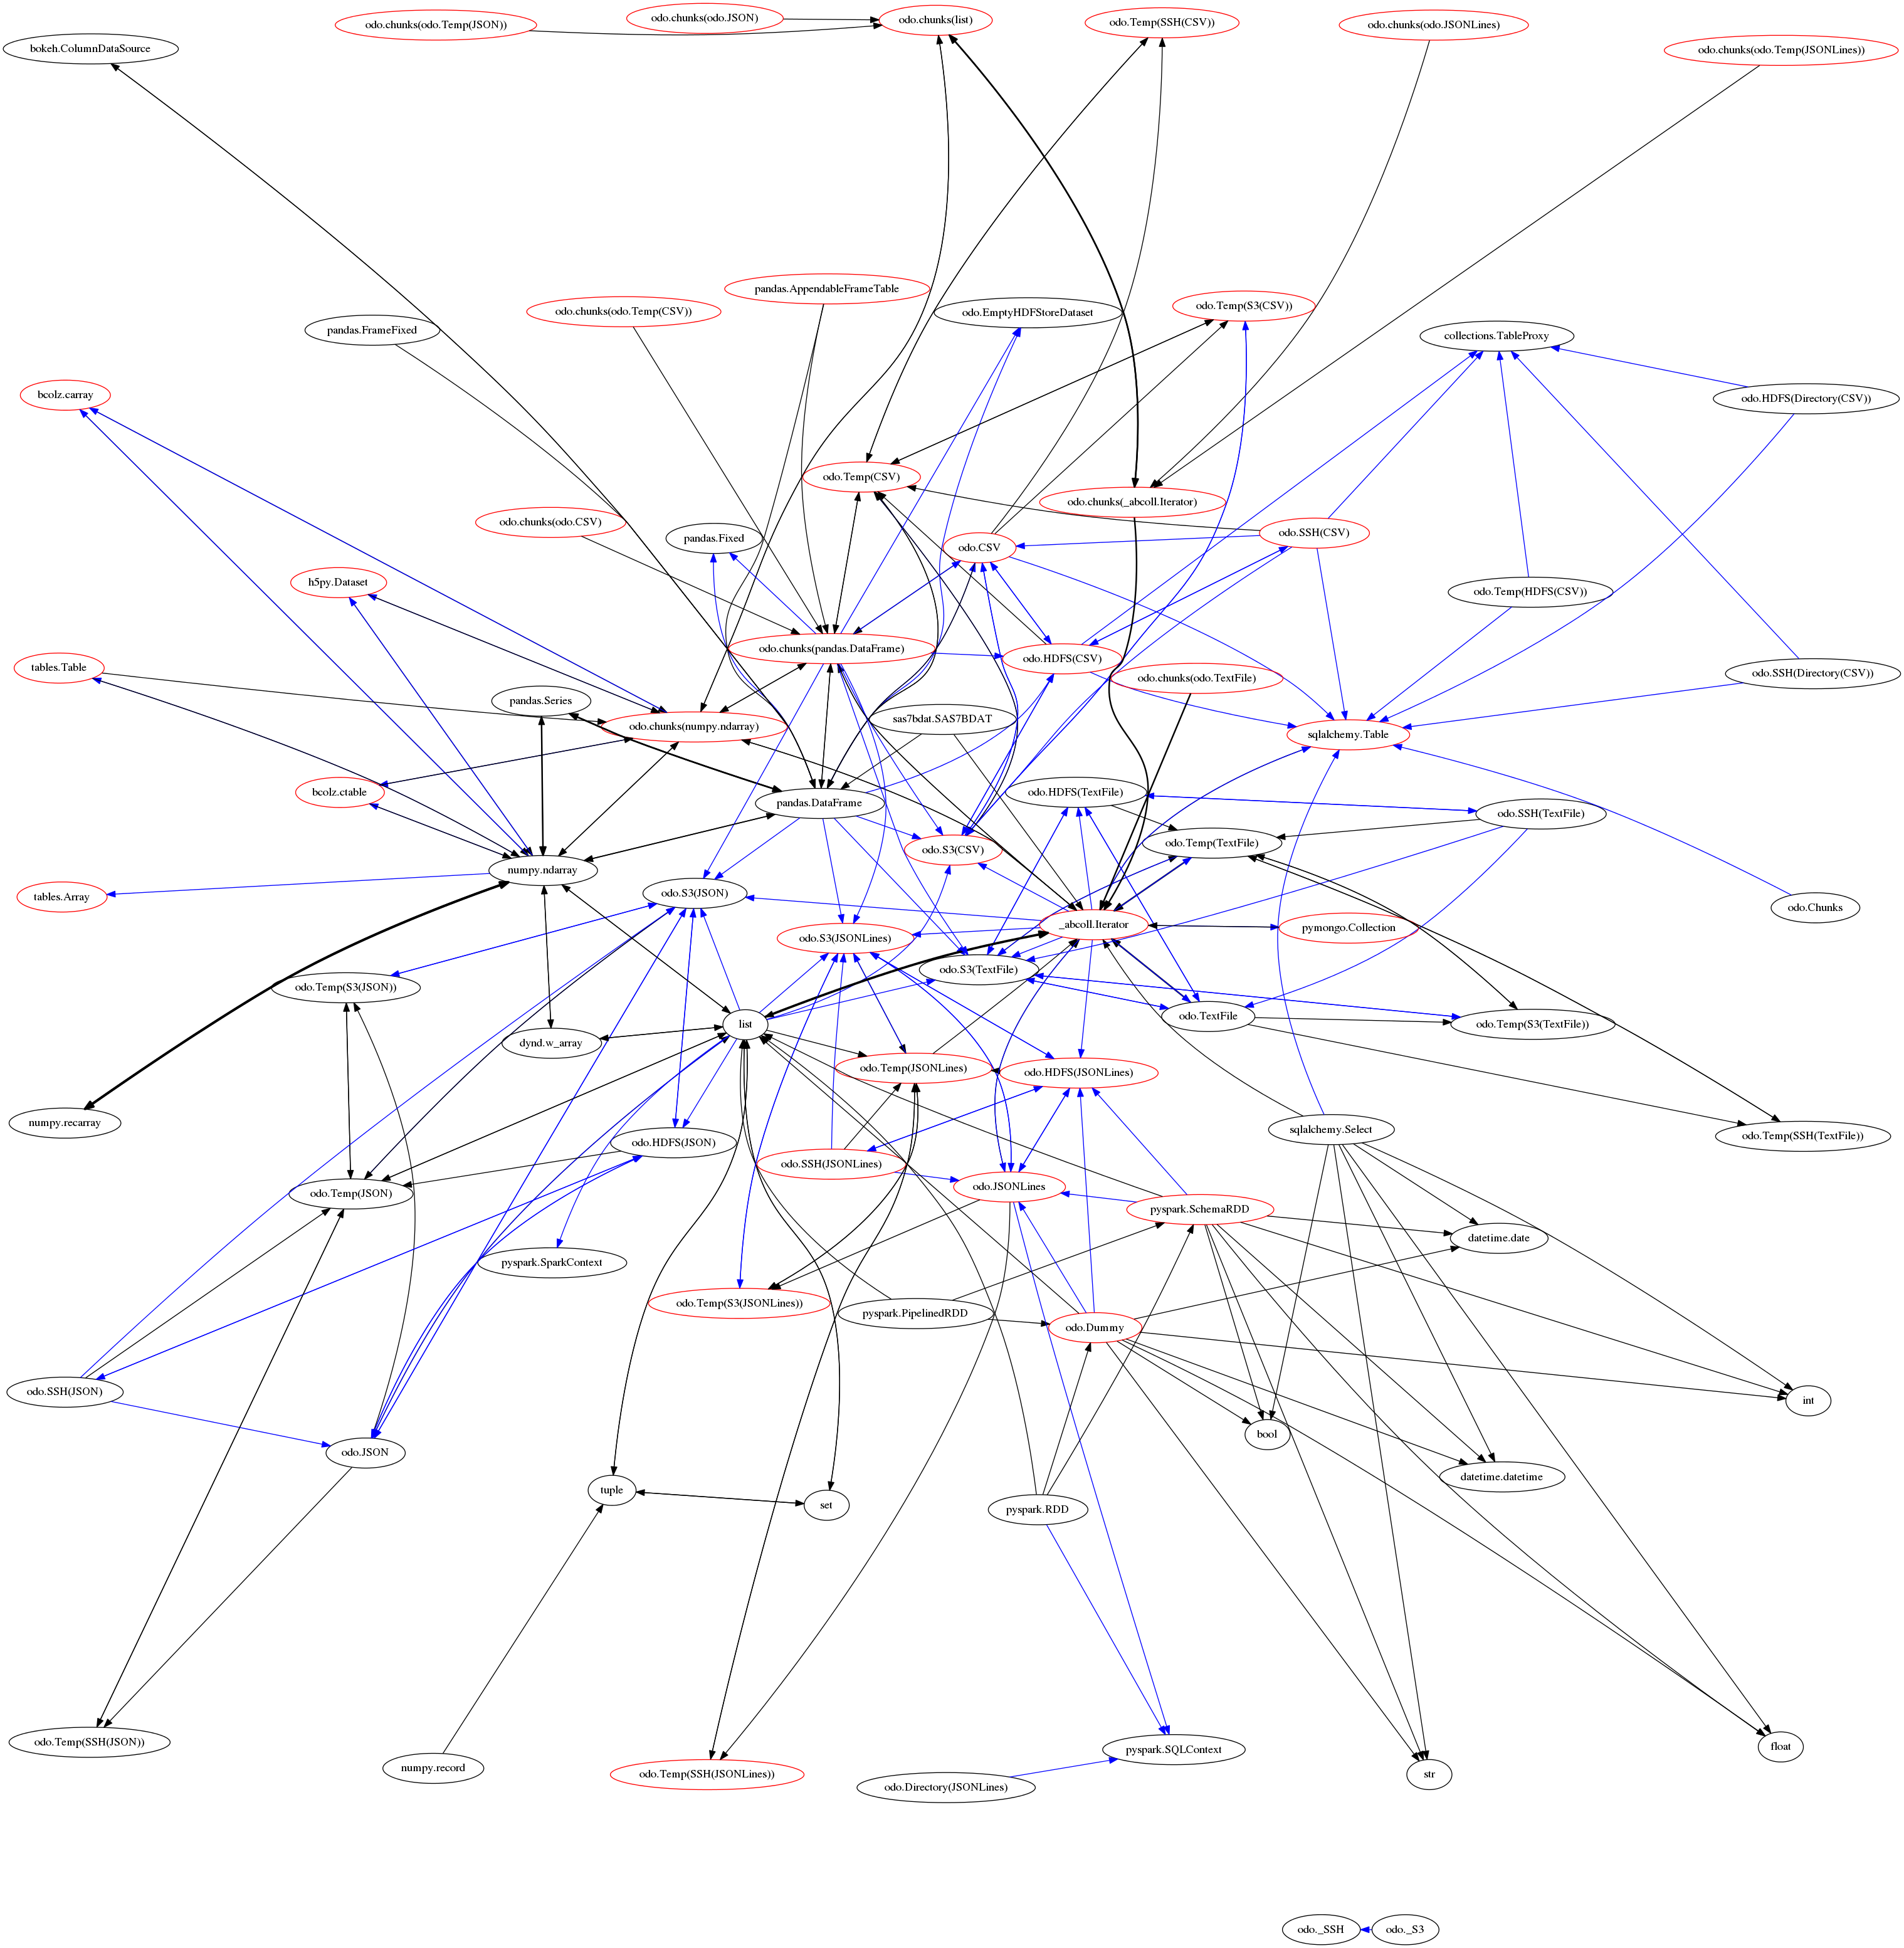 odo.chunks(odo.Temp(JSON))
odo.chunks(odo.JSON)
odo.chunks(list)
odo.Temp(SSH(CSV))
odo.chunks(odo.JSONLines)
bokeh.ColumnDataSource
odo.chunks(odo.Temp(JSONLines))
pandas.AppendableFrameTable
odo.chunks(odo.Temp(CSV))
odo.EmptyHDFStoreDataset
odo.Temp(S3(CSV))
pandas.FrameFixed
collections.TableProxy
bcolz.carray
odo.HDFS(Directory(CSV))
odo.Temp(CSV)
odo.chunks(_abcoll.Iterator)
odo.chunks(odo.CSV)
pandas.Fixed
odo.CSV
odo.SSH(CSV)
h5py.Dataset
odo.Temp(HDFS(CSV))
odo.chunks(pandas.DataFrame)
odo.HDFS(CSV)
tables.Table
odo.chunks(odo.TextFile)
odo.SSH(Directory(CSV))
pandas.Series
odo.chunks(numpy.ndarray)
sas7bdat.SAS7BDAT
sqlalchemy.Table
bcolz.ctable
pandas.DataFrame
odo.HDFS(TextFile)
odo.SSH(TextFile)
odo.S3(CSV)
odo.Temp(TextFile)
numpy.ndarray
tables.Array
odo.S3(JSON)
odo.Chunks
odo.S3(JSONLines)
_abcoll.Iterator
pymongo.Collection
odo.S3(TextFile)
odo.Temp(S3(JSON))
odo.TextFile
odo.Temp(S3(TextFile))
list
dynd.w_array
odo.Temp(JSONLines)
odo.HDFS(JSONLines)
numpy.recarray
odo.HDFS(JSON)
sqlalchemy.Select
odo.Temp(SSH(TextFile))
odo.SSH(JSONLines)
odo.Temp(JSON)
odo.JSONLines
pyspark.SchemaRDD
datetime.date
pyspark.SparkContext
odo.Temp(S3(JSONLines))
pyspark.PipelinedRDD
odo.Dummy
odo.SSH(JSON)
int
bool
odo.JSON
datetime.datetime
tuple
set
pyspark.RDD
odo.Temp(SSH(JSON))
pyspark.SQLContext
float
numpy.record
odo.Temp(SSH(JSONLines))
odo.Directory(JSONLines)
str
odo._SSH
odo._S3